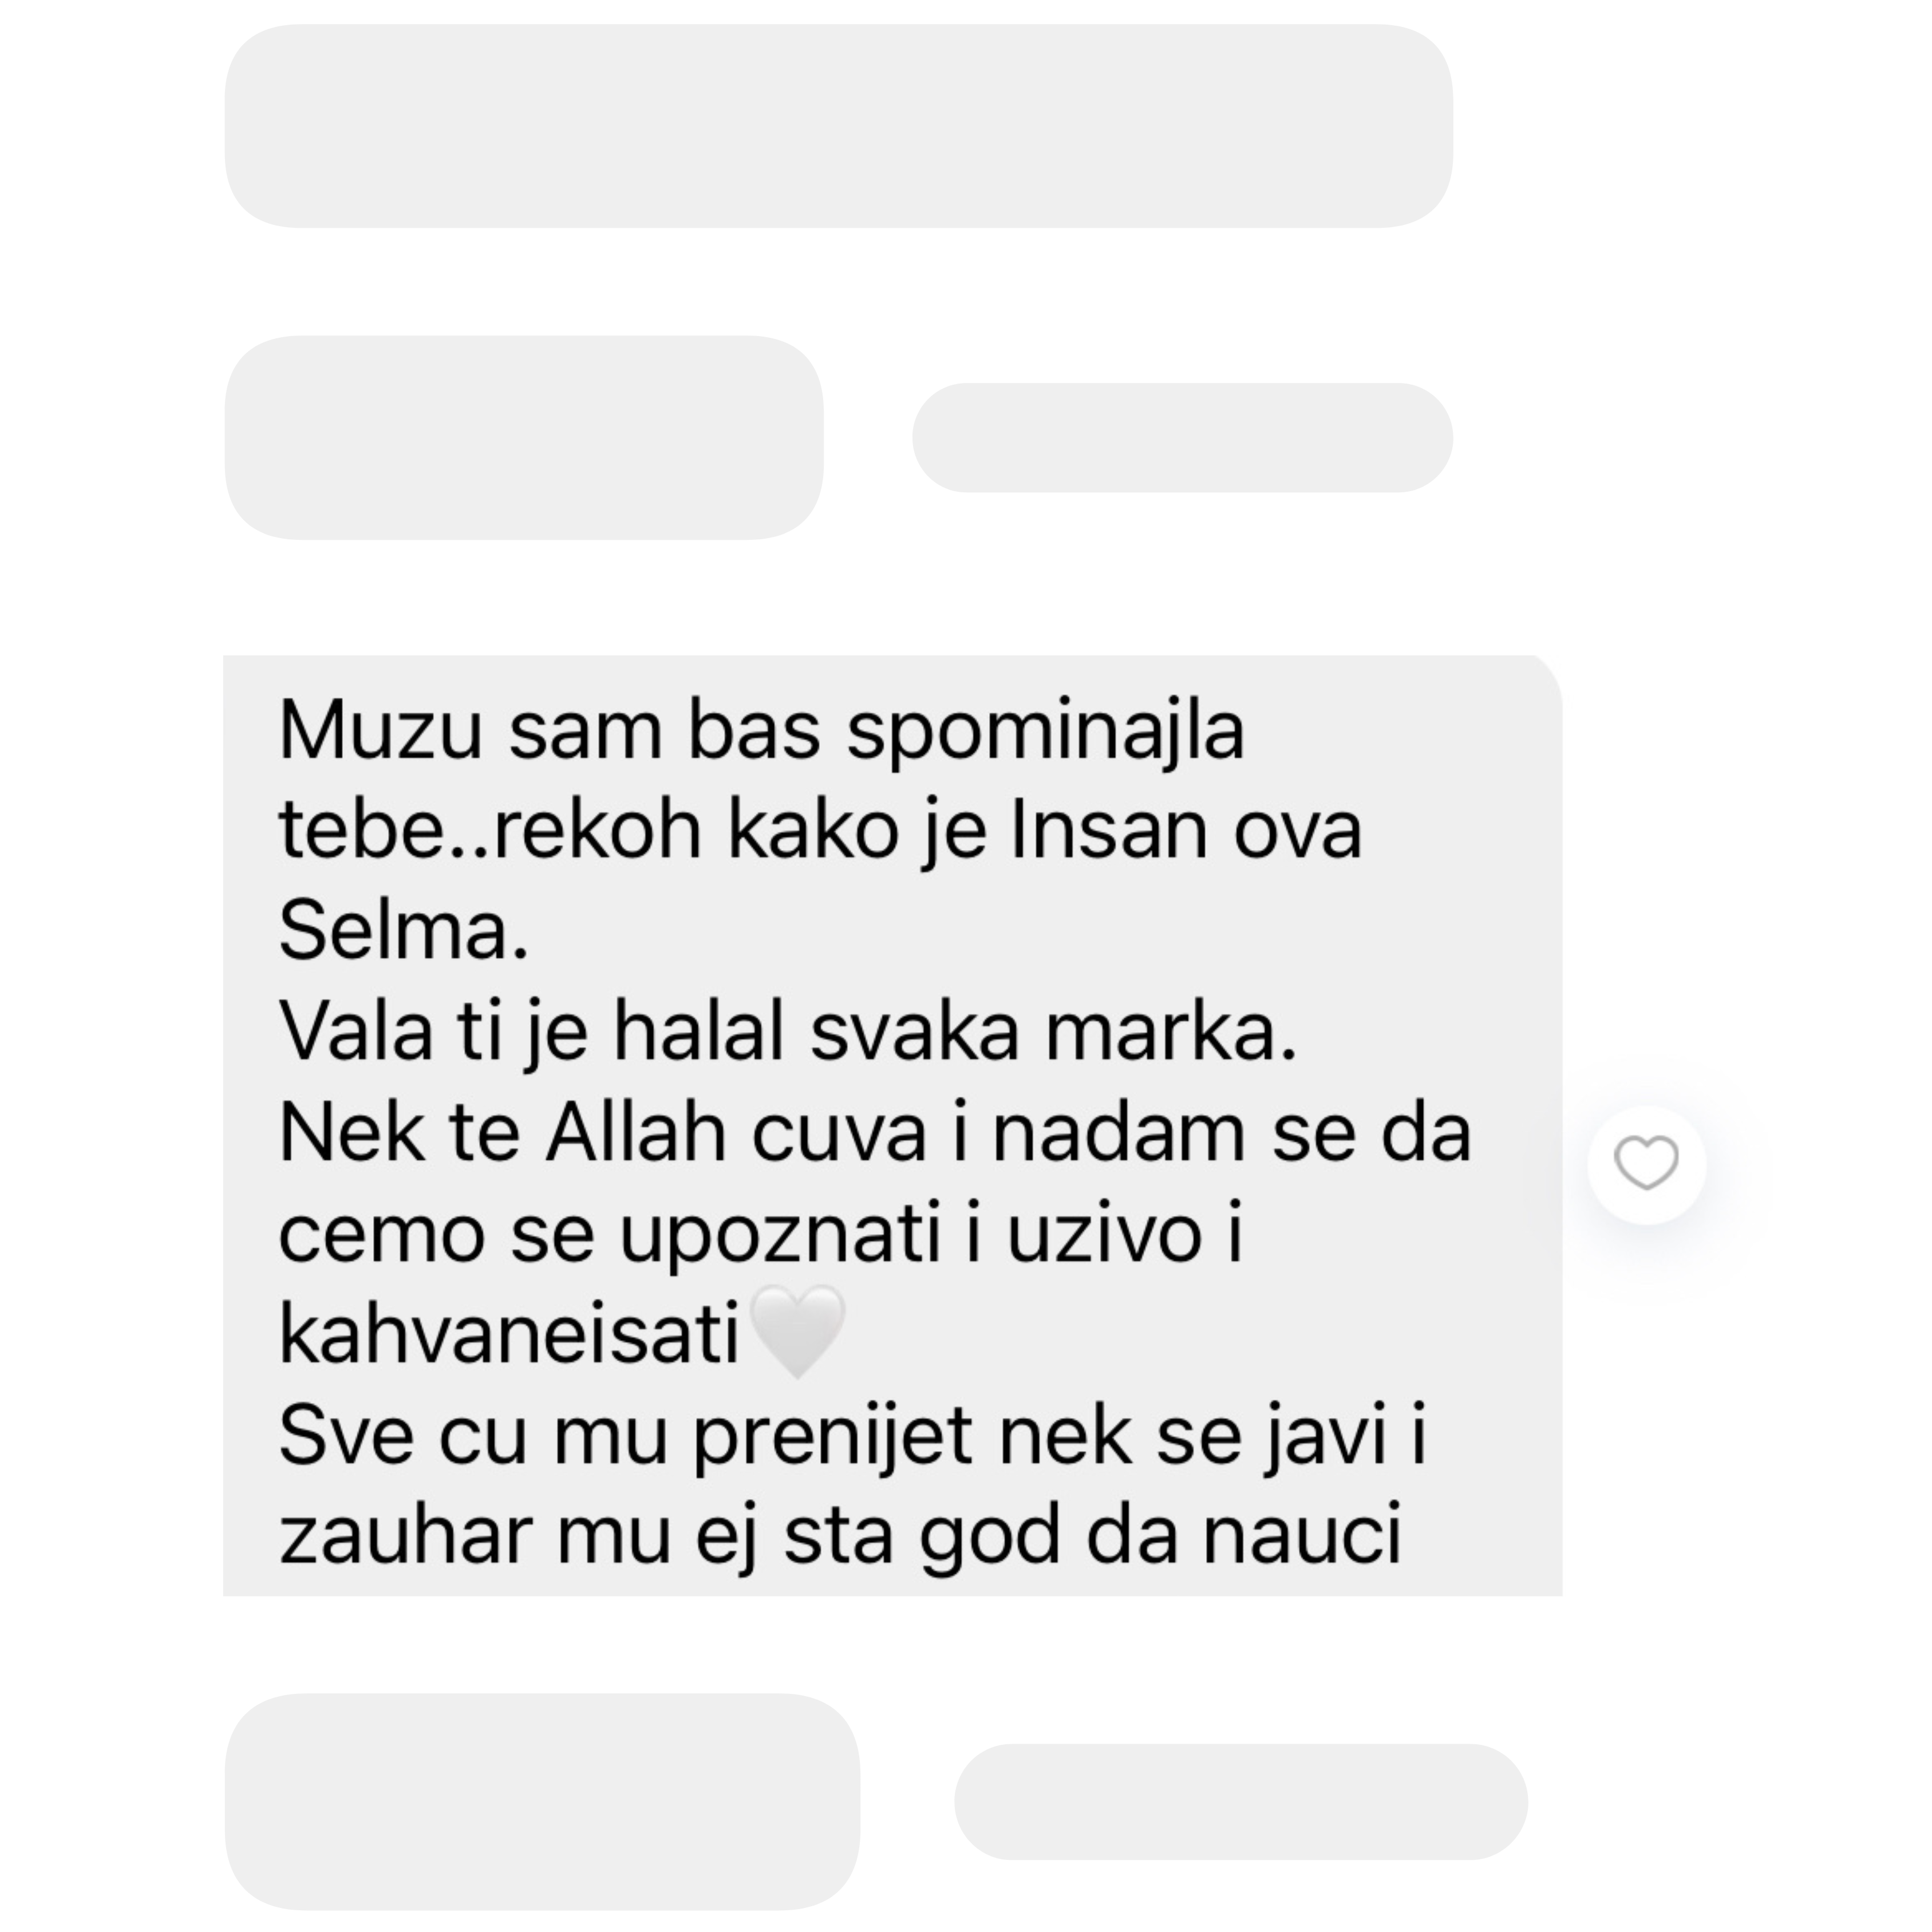 Muzu sam bas spominajla
tebe..rekoh kako je Insan ova
Selma.
Vala ti je halal svaka marka.
Nek te Allah cuva i nadam se da
cemo se upoznati i uzivo i
kahvaneisati🤍
Sve cu mu prenijet nek se javi i
zauhar mu ej sta god da nauci